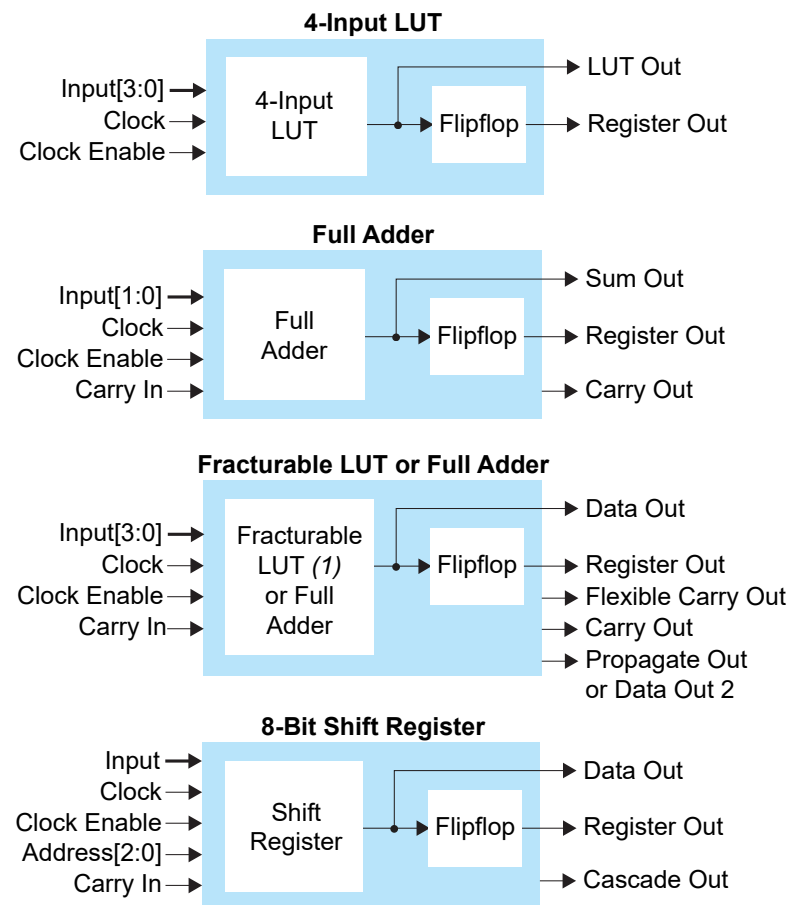 4-Input LUT
Input[3:0]
Clock
Clock Enable
4-Input
LUT
Flipflop
LUT Out
Register Out
Full Adder
Input[1:0]
Clock
Clock Enable
Carry In
Full
Adder
Flipflop
Sum Out
Register Out
Carry Out
Fracturable LUT or Full Adder
Input[3:0]
Clock
Clock Enable
Carry In
Fracturable
LUT (1)
or Full
Adder
Flipflop
Data Out
Register Out
Flexible Carry Out
Carry Out
Propagate Out
or Data Out 2
8-Bit Shift Register
Input
Clock
Clock Enable
Address[2:0]
Carry In
Shift
Register
Flipflop
Data Out
Register Out
Cascade Out